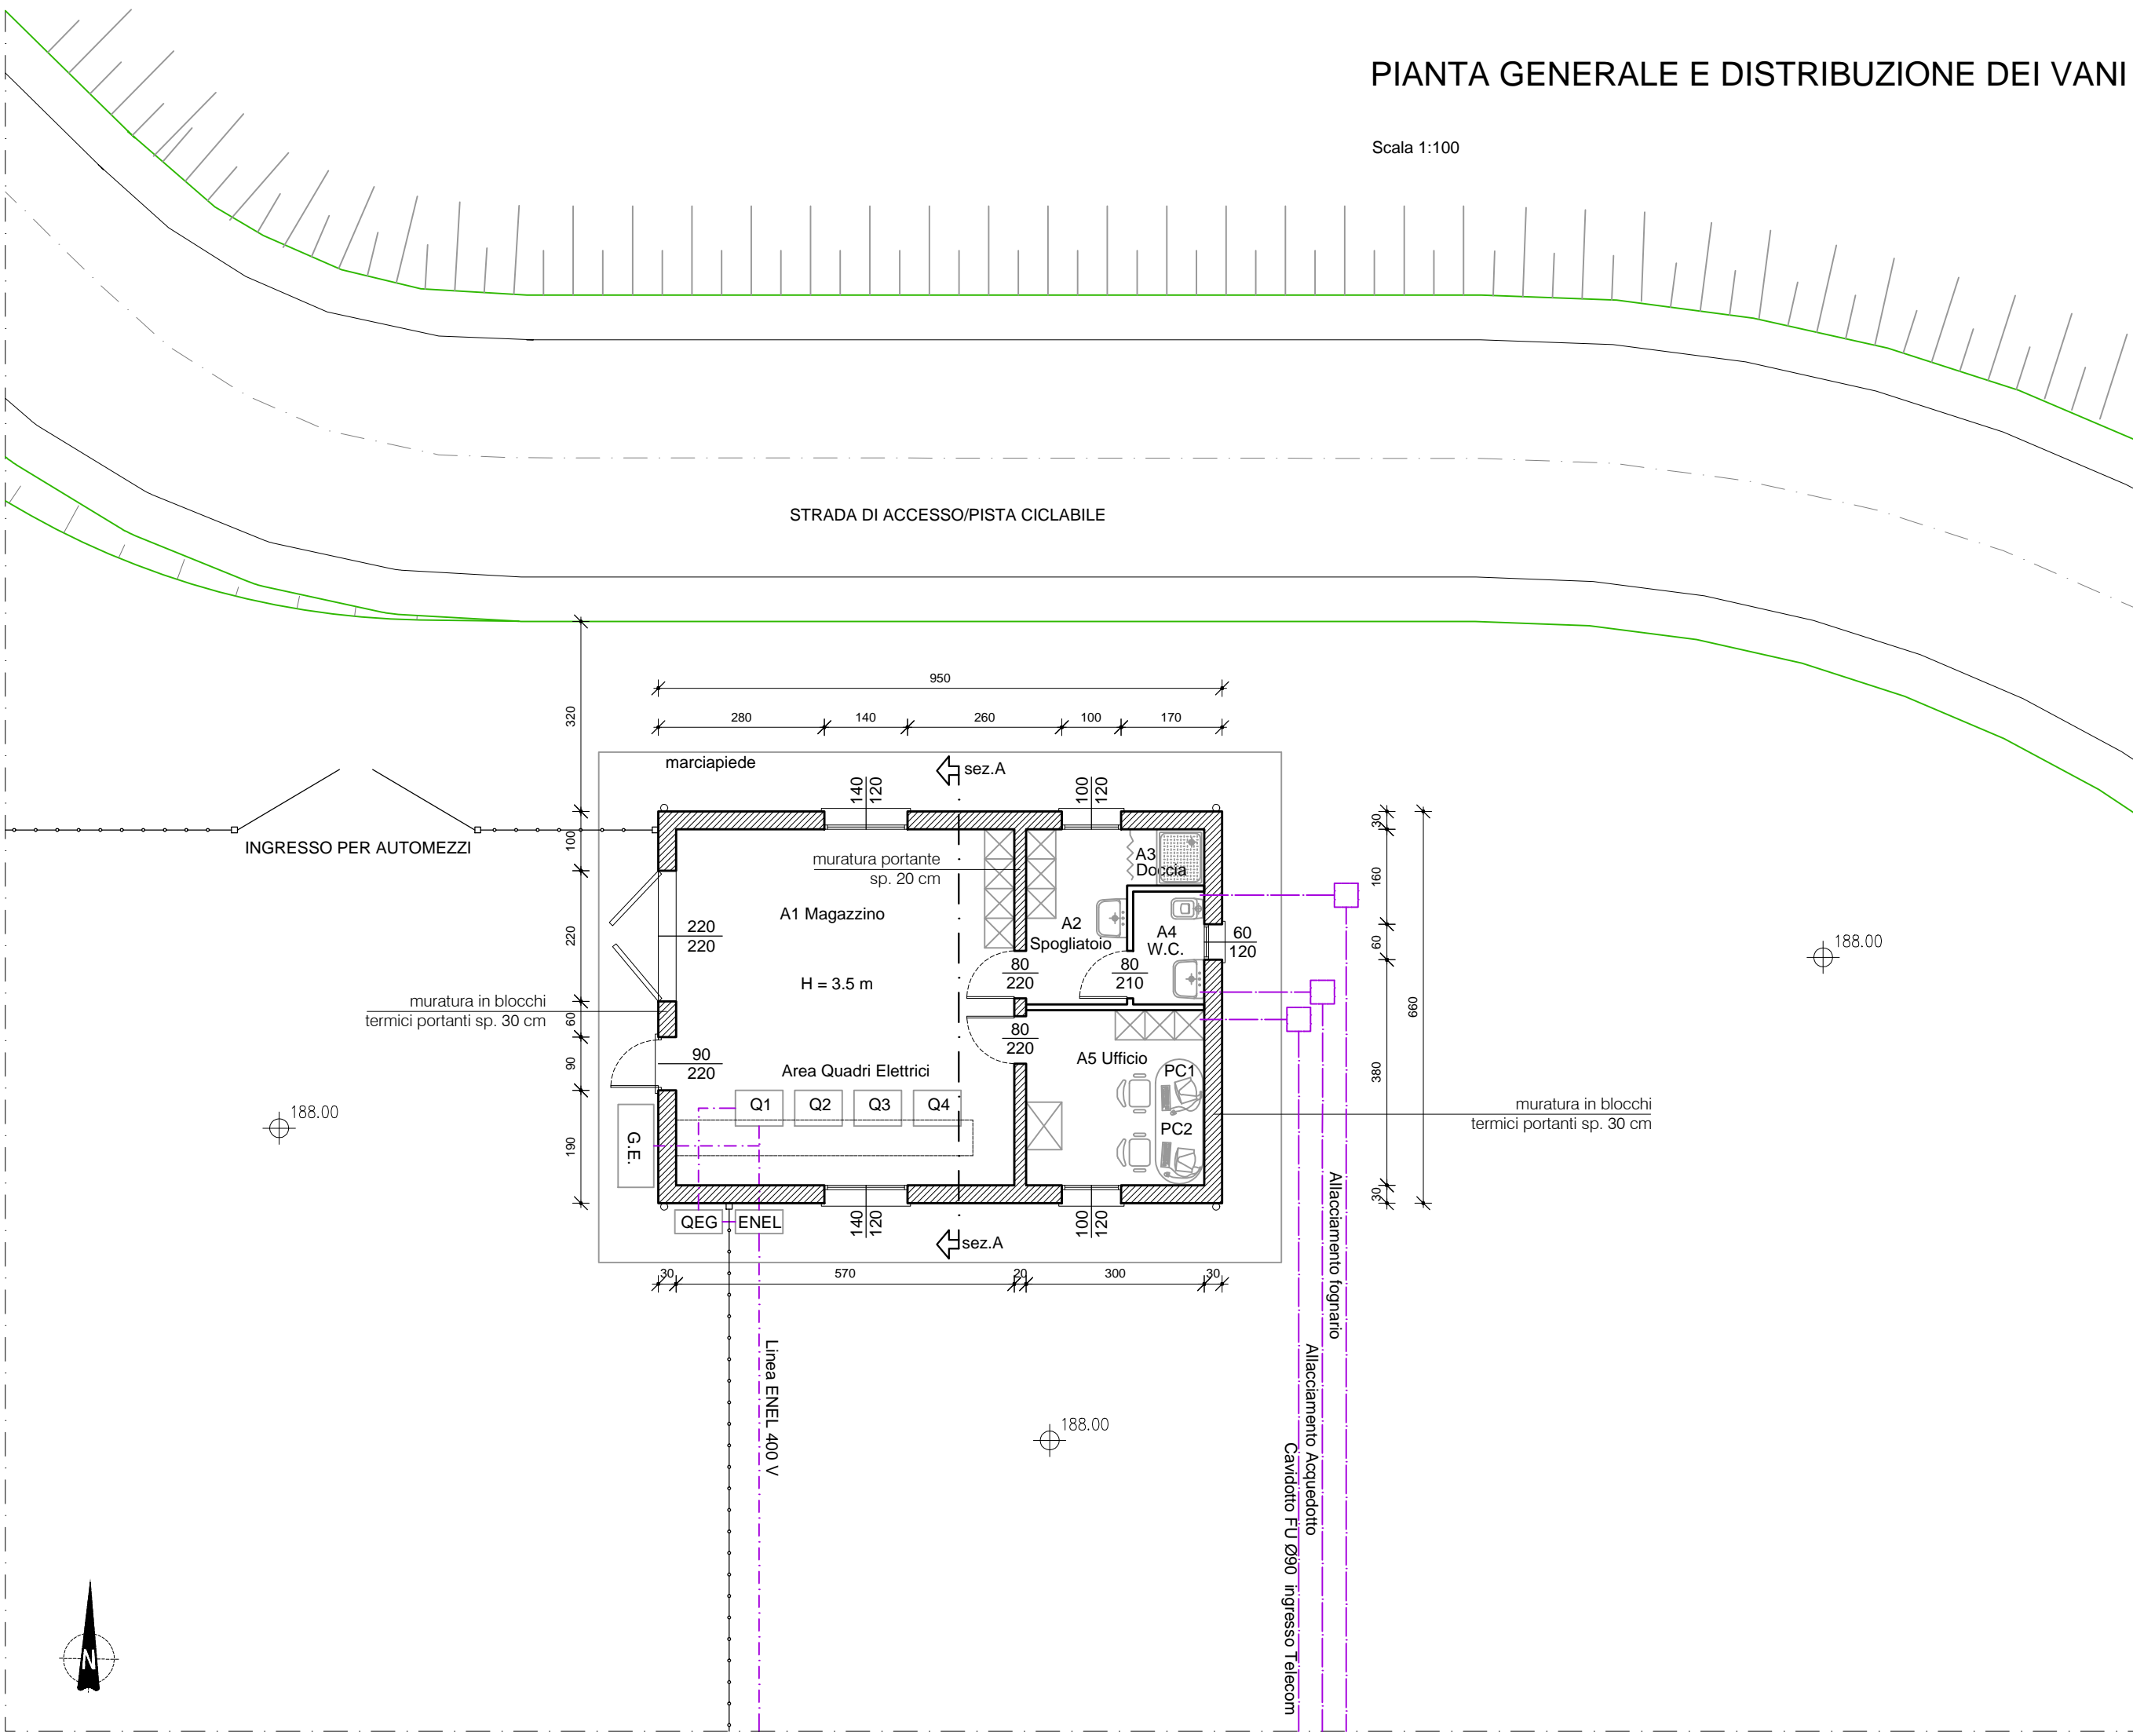 PIANTA GENERALE E DISTRIBUZIONE DEI VANI
Scala 1:100
STRADA DI ACCESSO/PISTA CICLABILE
950
280
140
260
100
170
320
marciapiede
sez.A
140
120
100
120
INGRESSO PER AUTOMEZZI
100
30
muratura portante
sp. 20 cm
A3
Doccia
160
A1 Magazzino
A2
Spogliatoio
A4
W.C.
220
220
220
60
120
60
188.00
80
220
80
210
H = 3.5 m
muratura in blocchi
termici portanti sp. 30 cm
60
660
80
220
90
220
90
Area Quadri Elettrici
A5 Ufficio
PC1
380
188.00
Q1
Q2
Q3
Q4
muratura in blocchi
termici portanti sp. 30 cm
PC2
G.E.
190
30
QEG
ENEL
140
120
100
120
sez.A
30
570
20
300
30
Allacciamento fognario
Linea ENEL 400 V
Allacciamento Acquedotto
188.00
Cavidotto FU Ø90 ingresso Telecom
N